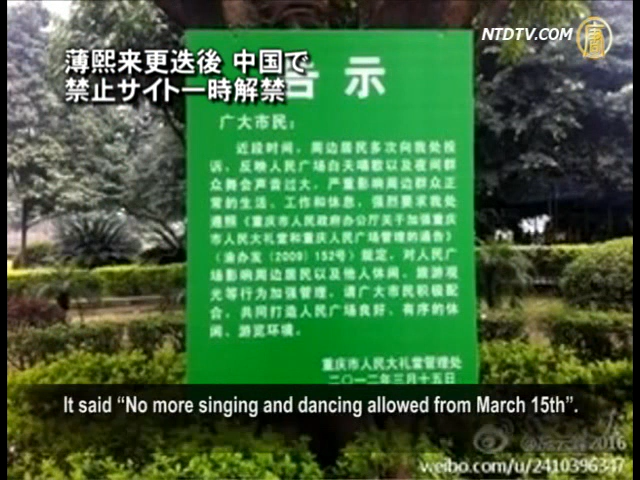 NTDTV.COM
薄熙来更迭後 中国で
禁止サイト一時解禁
告示
广大市民：
近段时间，周边居民多次向我处投
诉，反映人民广场白天唱歌以及夜间群
众舞会声音过大，严重影响周边群众正
常的生活、工作和休息，强烈要求我处
遵照《重庆市人民政府办公厅关于加强重庆
市人民大礼堂和重庆人民广场管理的通告》
（渝办发〔2009〕152号）规定，对人民广
场影响周边居民以及他人休闲、旅游观
光等行为加强管理，请广大市民积极配
合，共同打造人民广场良好、有序的休
闲、游览环境。
重庆市人民大礼堂管理处
二〇一二年三月十五日
It said “No more singing and dancing allowed from March 15th”.
2016
weibo.com/u/2410396347